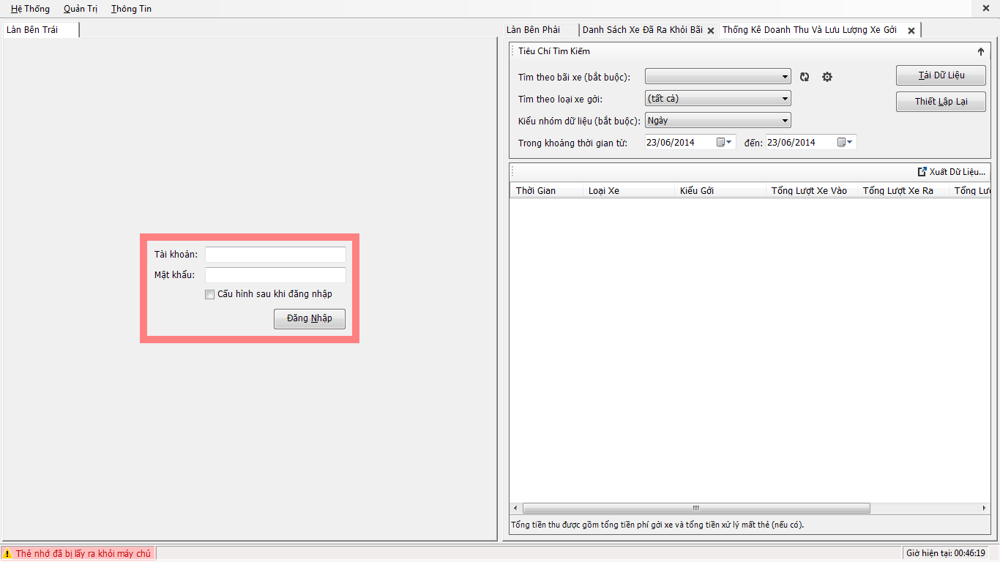 Hệ Thống Quản Trị Thông Tin
Làn Bên Trái
Làn Bên Phải Danh Sách Xe Đã Ra Khỏi Bãi Thống Kê Doanh Thu Và Lưu Lượng Xe Gởi
Tiêu Chí Tìm Kiếm
Tìm theo bãi xe (bắt buộc):
Tải Dữ Liệu
Tìm theo loại xe gởi: (tất cả)
Thiết Lập Lại
Kiểu nhóm dữ liệu (bắt buộc): Ngày
Trong khoảng thời gian từ: 23/06/2014 đến: 23/06/2014
Xuất Dữ Liệu...
Thời Gian Loại Xe Kiểu Gởi Tổng Lượt Xe Vào Tổng Lượt Xe Ra Tổng
Tài khoản:
Mật khẩu:
Cấu hình sau khi đăng nhập
Đăng Nhập
Tổng tiền thu được gồm tổng tiền phí gởi xe và tổng tiền xử lý mất thẻ (nếu có).
Thẻ nhớ đã bị lấy ra khỏi máy chủ
Giờ hiện tại: 00:46:19